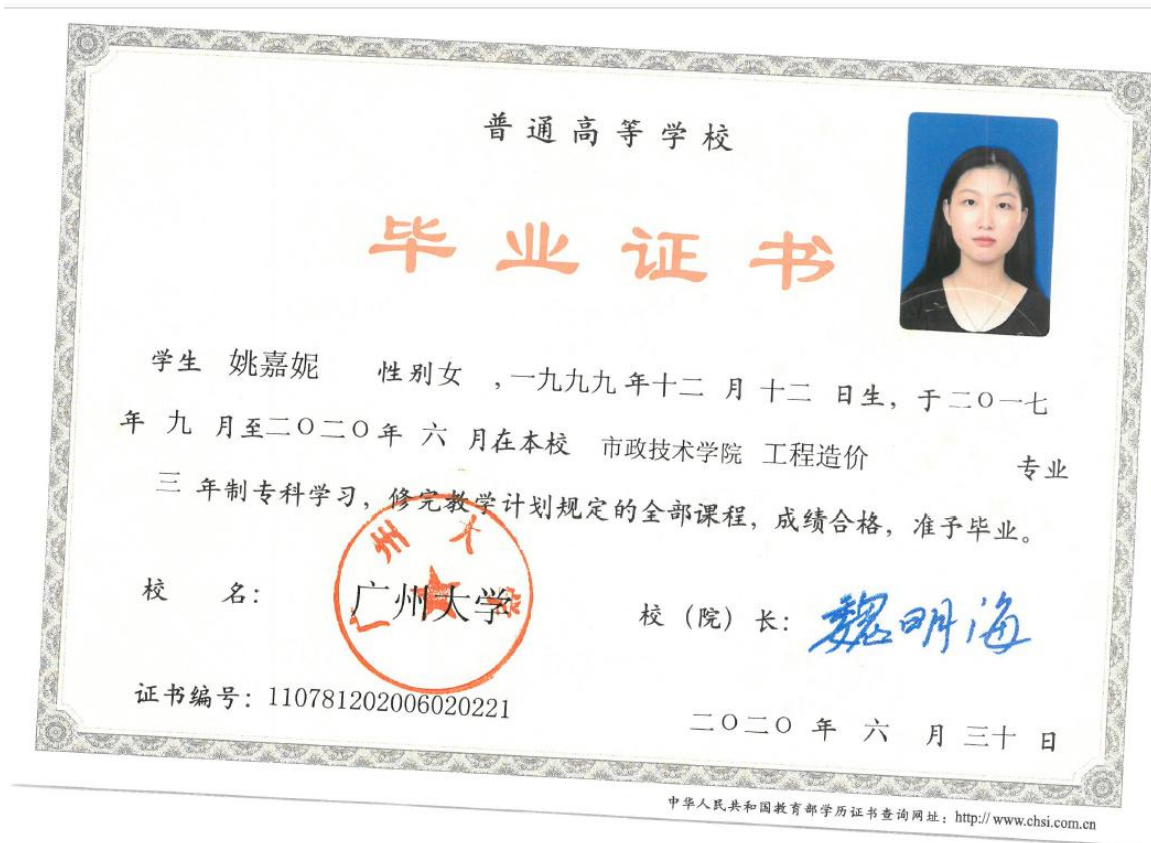 普通高等学校
毕业证书
学生 姚嘉妮 性别女 ,一九九九年十二 月 十二 日生，于二〇一七
年 九 月至二〇二〇年 六 月在本校 市政技术学院 工程造价 专业
三 年制专科学习，修完教学计划规定的全部课程，成绩合格，准予毕业。
广州大学
校 名： 广州大学 校（院）长： 魏明海
证书编号：110781202006020221 二〇二〇 年 六 月 三十 日
中华人民共和国教育部学历证书查询网址：http://www.chsi.com.cn